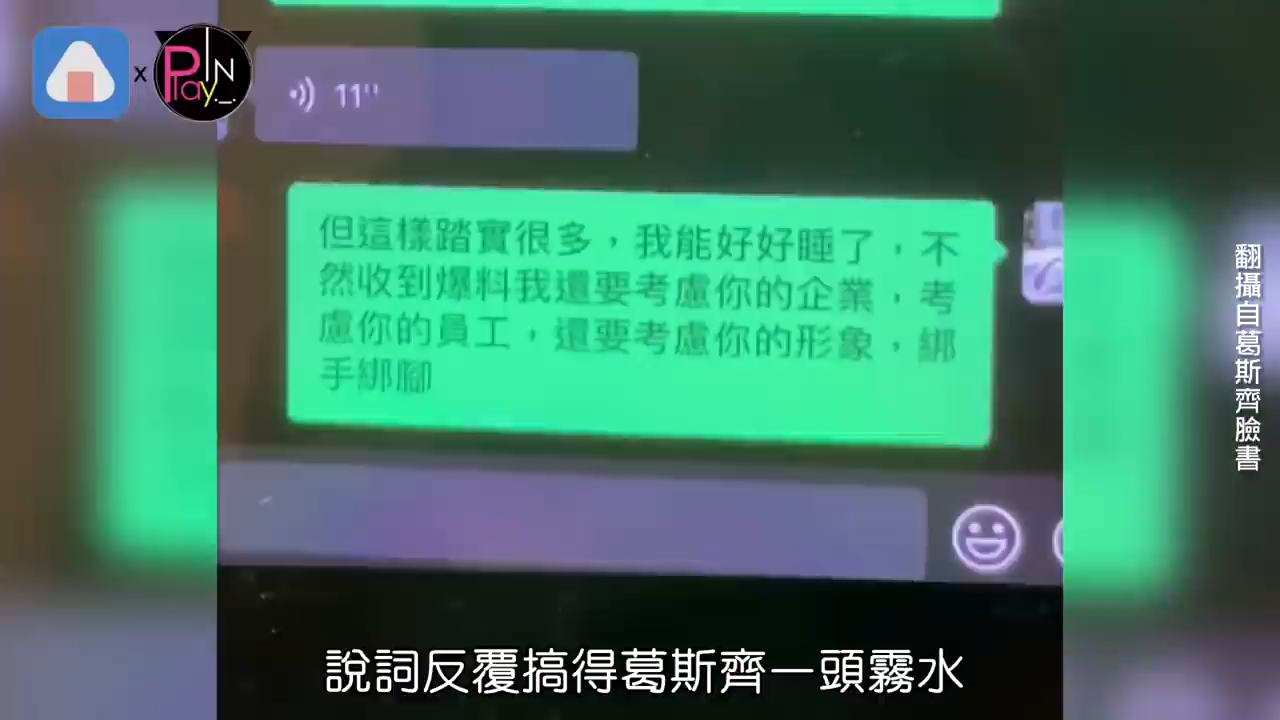 x
PlayIN
11''
但這樣踏實很多，我能好好睡了，不
然收到爆料我還要考慮你的企業，考
慮你的員工，還要考慮你的形象，綁
手綁腳
翻攝自葛斯齊臉書
說詞反覆搞得葛斯齊一頭霧水